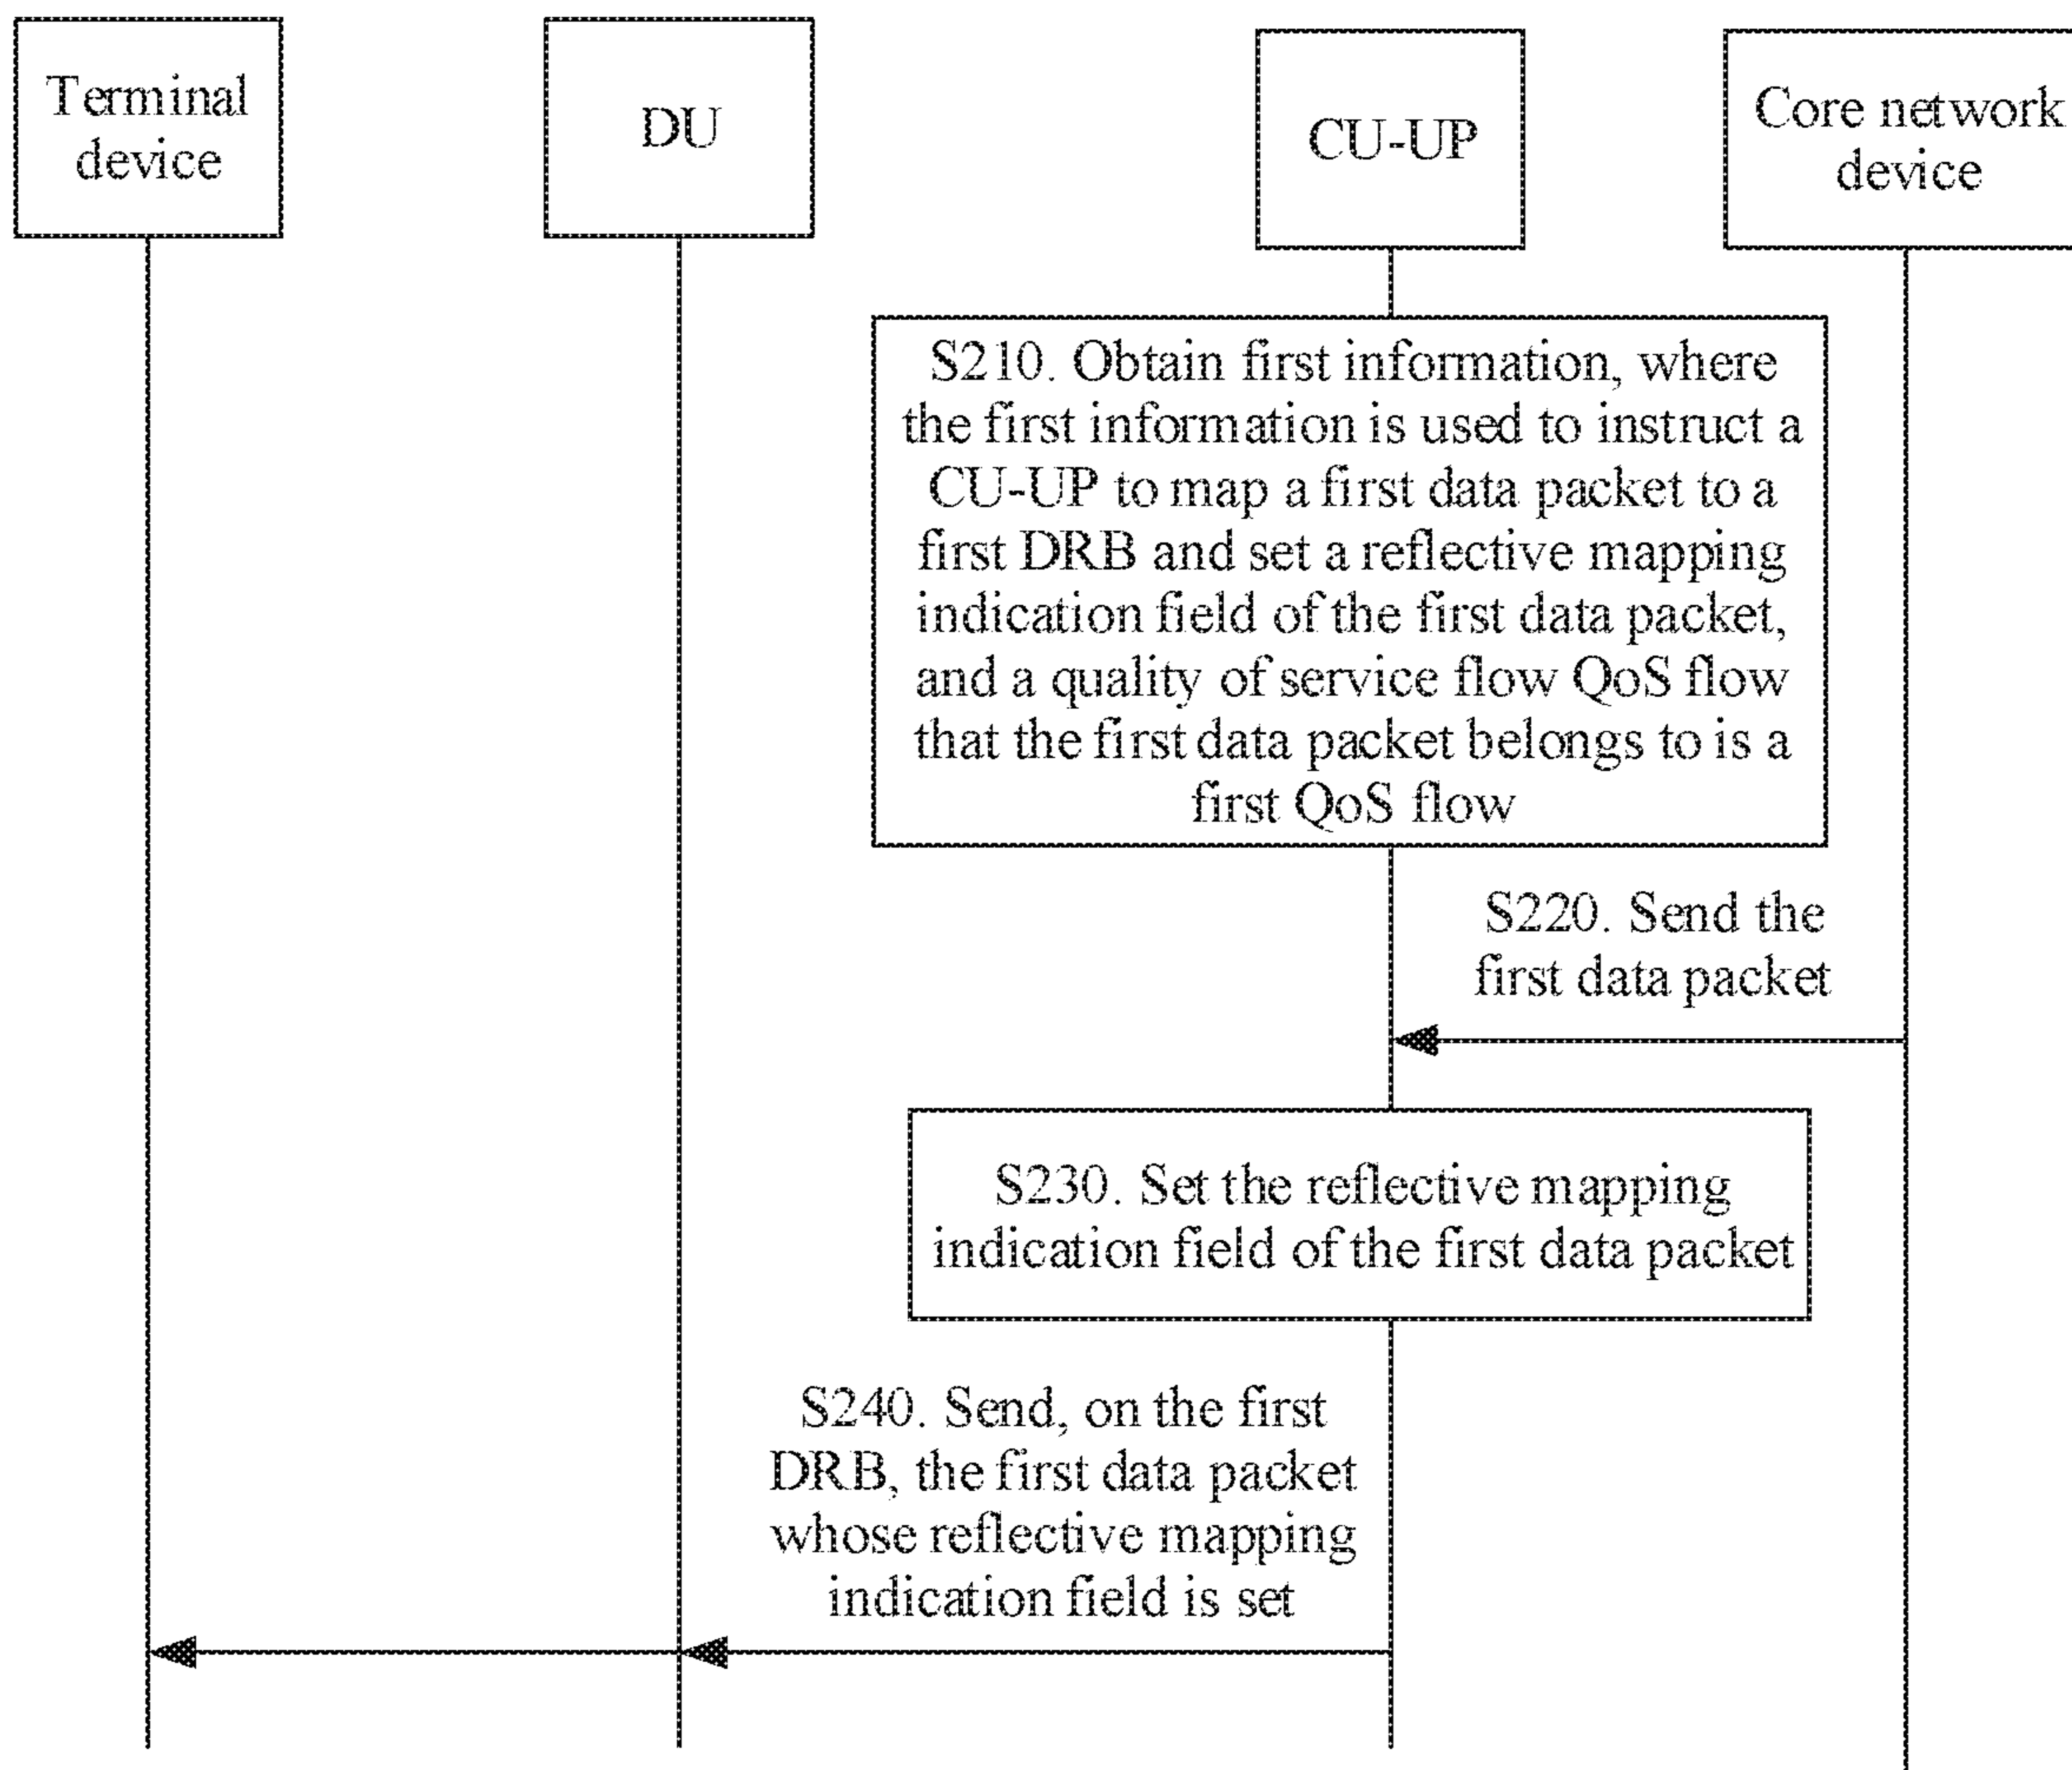 Terminal
device
DU
CU-UP
Core network
device
S210. Obtain first information, where
the first information is used to instruct a
CU-UP to map a first data packet to a
first DRB and set a reflective mapping
indication field of the first data packet,
and a quality of service flow QoS flow
that the first data packet belongs to is a
first QoS flow
S220. Send the
first data packet
S230. Set the reflective mapping
indication field of the first data packet
S240. Send, on the first
DRB, the first data packet
whose reflective mapping
indication field is set